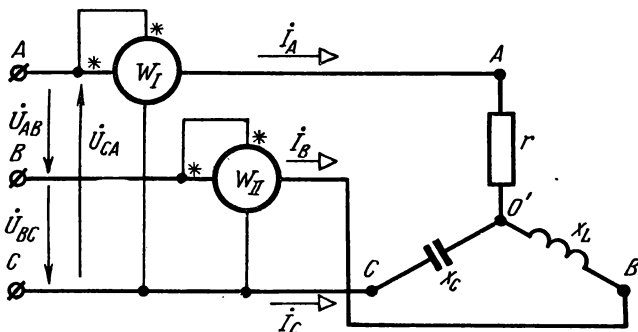 İ_A
A
*
*
W_I
A
U̇_AB
U̇_CA
r
B
*
*
İ_B
W_II
O'
U̇_BC
x_L
C
C
x_C
B
İ_C